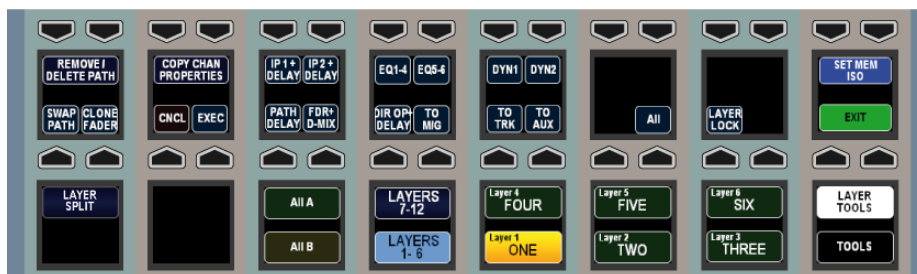 REMOVE /
DELETE PATH
SWAP PATH
CLONE FADER
COPY CHAN
PROPERTIES
CNCL
EXEC
IP 1 +
DELAY
IP 2 +
DELAY
PATH
DELAY
FDR+
D-MIX
EQ1-4
EQ5-6
DIR OP+
DELAY
TO
MIG
DYN1
DYN2
TO
TRK
TO
AUX
All
LAYER
LOCK
SET MEM
ISO
EXIT
LAYER
SPLIT
All A
All B
LAYERS
7-12
LAYERS
1- 6
Layer 4
FOUR
Layer 1
ONE
Layer 5
FIVE
Layer 2
TWO
Layer 6
SIX
Layer 3
THREE
LAYER
TOOLS
TOOLS